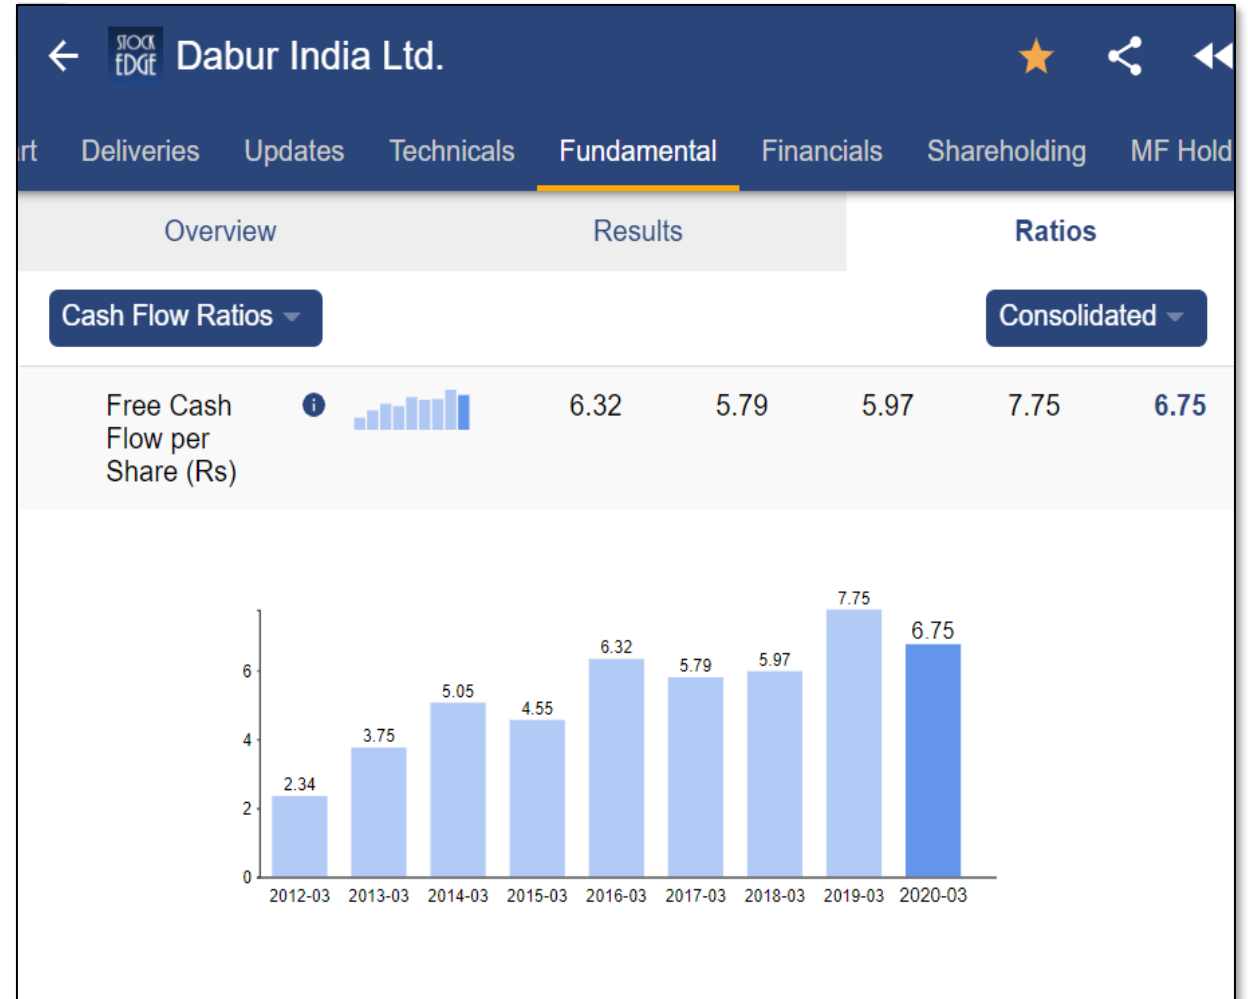 STOCK
EDGE
Dabur India Ltd.
rt Deliveries Updates Technicals Fundamental Financials Shareholding MF Hold
Overview Results Ratios
Cash Flow Ratios Consolidated
Free Cash i 6.32 5.79 5.97 7.75 6.75
Flow per
Share (Rs)
7.75
6.75
6.32
5.97
5.79
6
5.05
4.55
4
3.75
2.34
2
0
2012-03 2013-03 2014-03 2015-03 2016-03 2017-03 2018-03 2019-03 2020-03